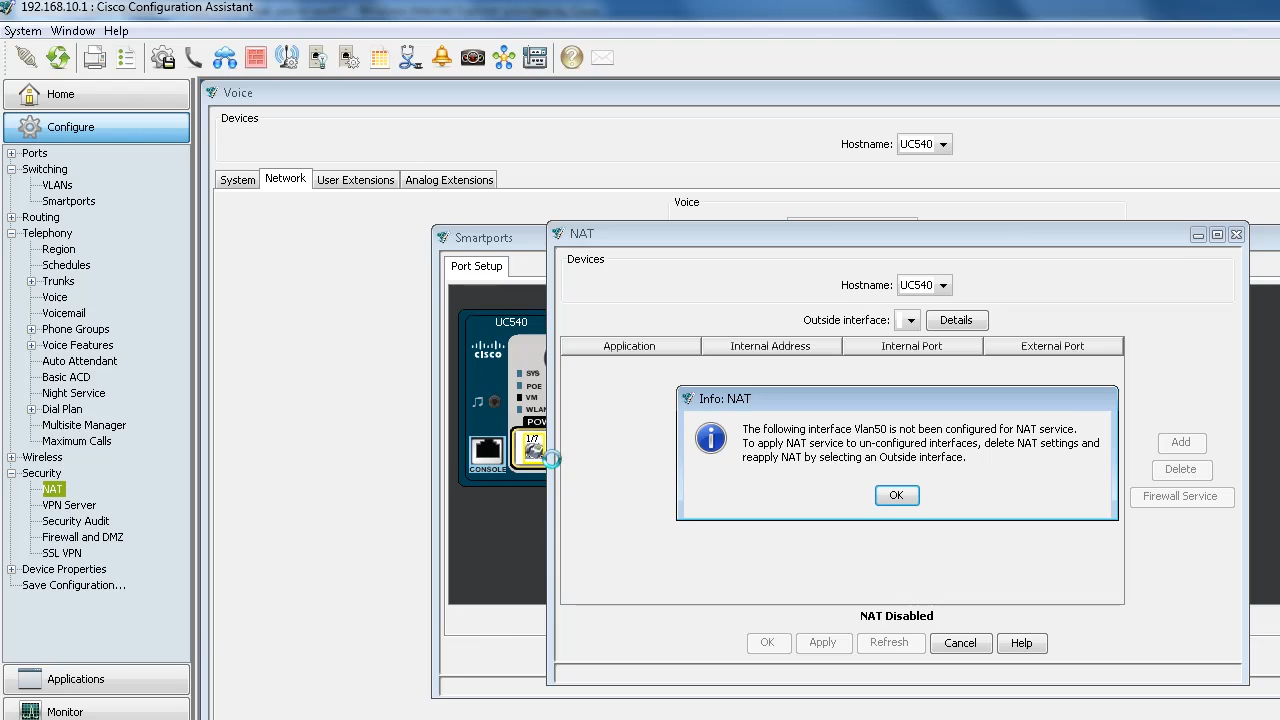 192.168.10.1 : Cisco Configuration Assistant
System Window Help
Home
Configure
Ports
Switching
VLANs
Smartports
Routing
Telephony
Region
Schedules
Trunks
Voice
Voicemail
Phone Groups
Voice Features
Auto Attendant
Basic ACD
Night Service
Dial Plan
Multisite Manager
Maximum Calls
Wireless
Security
NAT
VPN Server
Security Audit
Firewall and DMZ
SSL VPN
Device Properties
Save Configuration...
Applications
Monitor
Voice
Devices
Hostname: UC540
System Network User Extensions Analog Extensions
Voice
Smartports
Port Setup
UC540
cisco
SYS
POE
VM
WLAN
CONSOLE
1/7
NAT
Devices
Hostname: UC540
Outside interface: Details
Application Internal Address Internal Port External Port
Info: NAT
The following interface Vlan50 is not been configured for NAT service.
To apply NAT service to un-configured interfaces, delete NAT settings and
reapply NAT by selecting an Outside interface.
OK
Add
Delete
Firewall Service
NAT Disabled
OK Apply Refresh Cancel Help